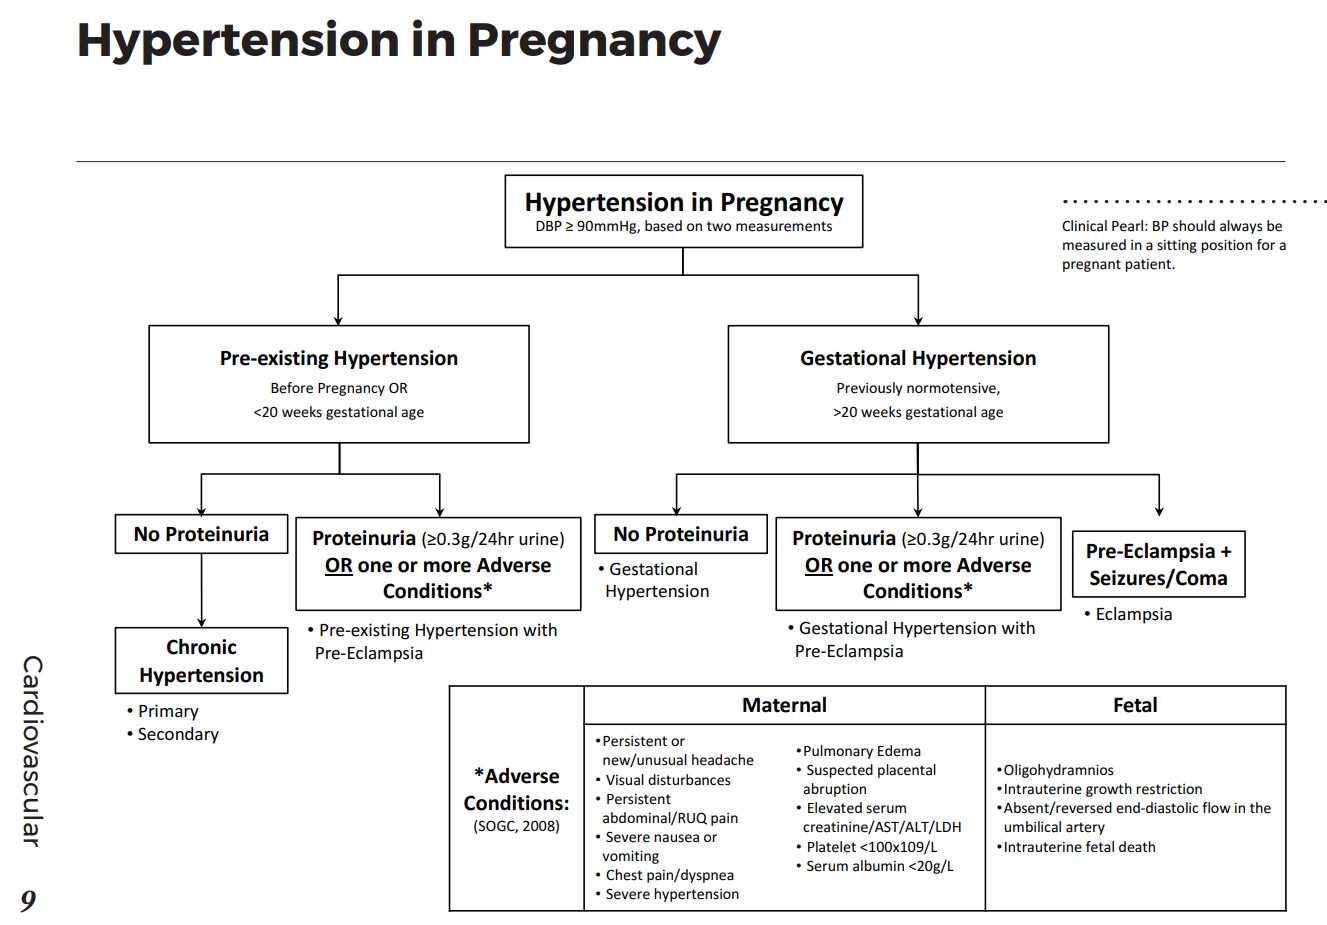 Hypertension in Pregnancy
Hypertension in Pregnancy
DBP ≥ 90mmHg, based on two measurements
Clinical Pearl: BP should always be
measured in a sitting position for a
pregnant patient.
Pre-existing Hypertension
Before Pregnancy OR
<20 weeks gestational age
Gestational Hypertension
Previously normotensive,
>20 weeks gestational age
No Proteinuria
Proteinuria (≥0.3g/24hr urine)
OR one or more Adverse
Conditions*
• Pre-existing Hypertension with
Pre-Eclampsia
Chronic
Hypertension
• Primary
• Secondary
No Proteinuria
• Gestational
Hypertension
Proteinuria (≥0.3g/24hr urine)
OR one or more Adverse
Conditions*
• Gestational Hypertension with
Pre-Eclampsia
Pre-Eclampsia +
Seizures/Coma
• Eclampsia
*Adverse
Conditions:
(SOGC, 2008)
Maternal
•Persistent or
new/unusual headache
• Visual disturbances
• Persistent
abdominal/RUQ pain
• Severe nausea or
vomiting
• Chest pain/dyspnea
• Severe hypertension
•Pulmonary Edema
• Suspected placental
abruption
• Elevated serum
creatinine/AST/ALT/LDH
• Platelet <100x109/L
• Serum albumin <20g/L
Fetal
•Oligohydramnios
•Intrauterine growth restriction
•Absent/reversed end-diastolic flow in the
umbilical artery
•Intrauterine fetal death
Cardiovascular
9